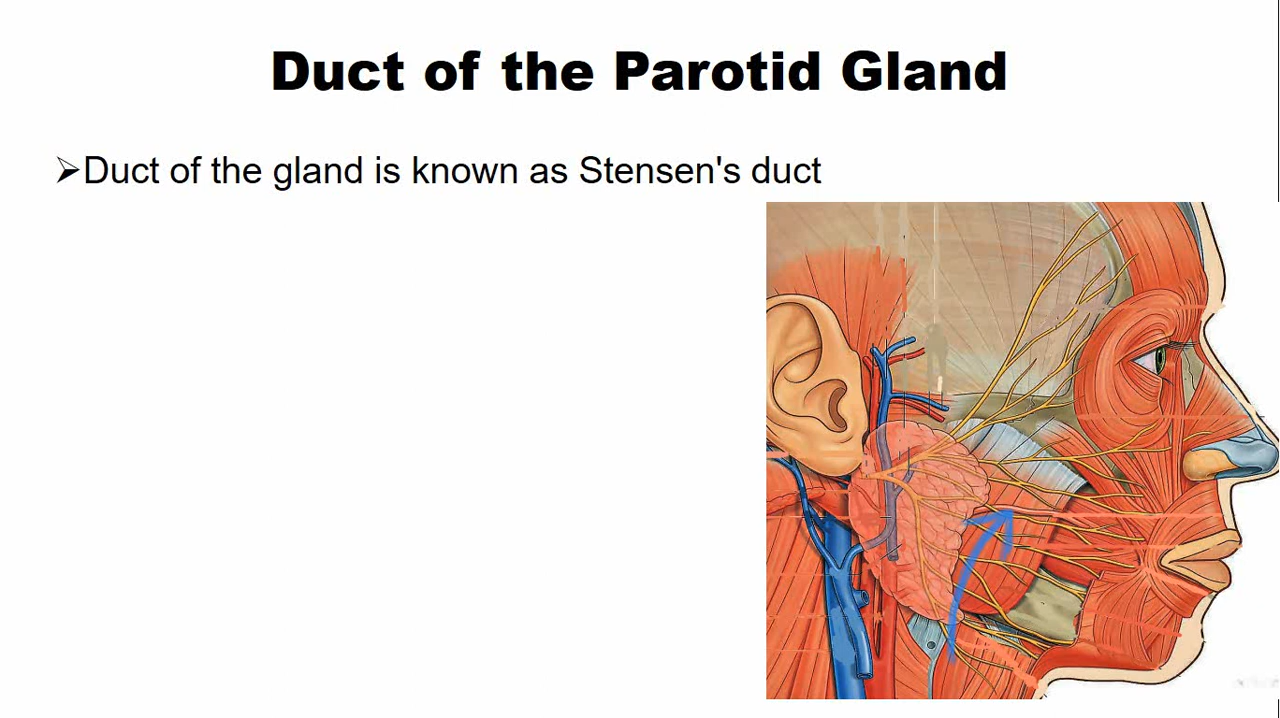 Duct of the Parotid Gland
➢Duct of the gland is known as Stensen's duct